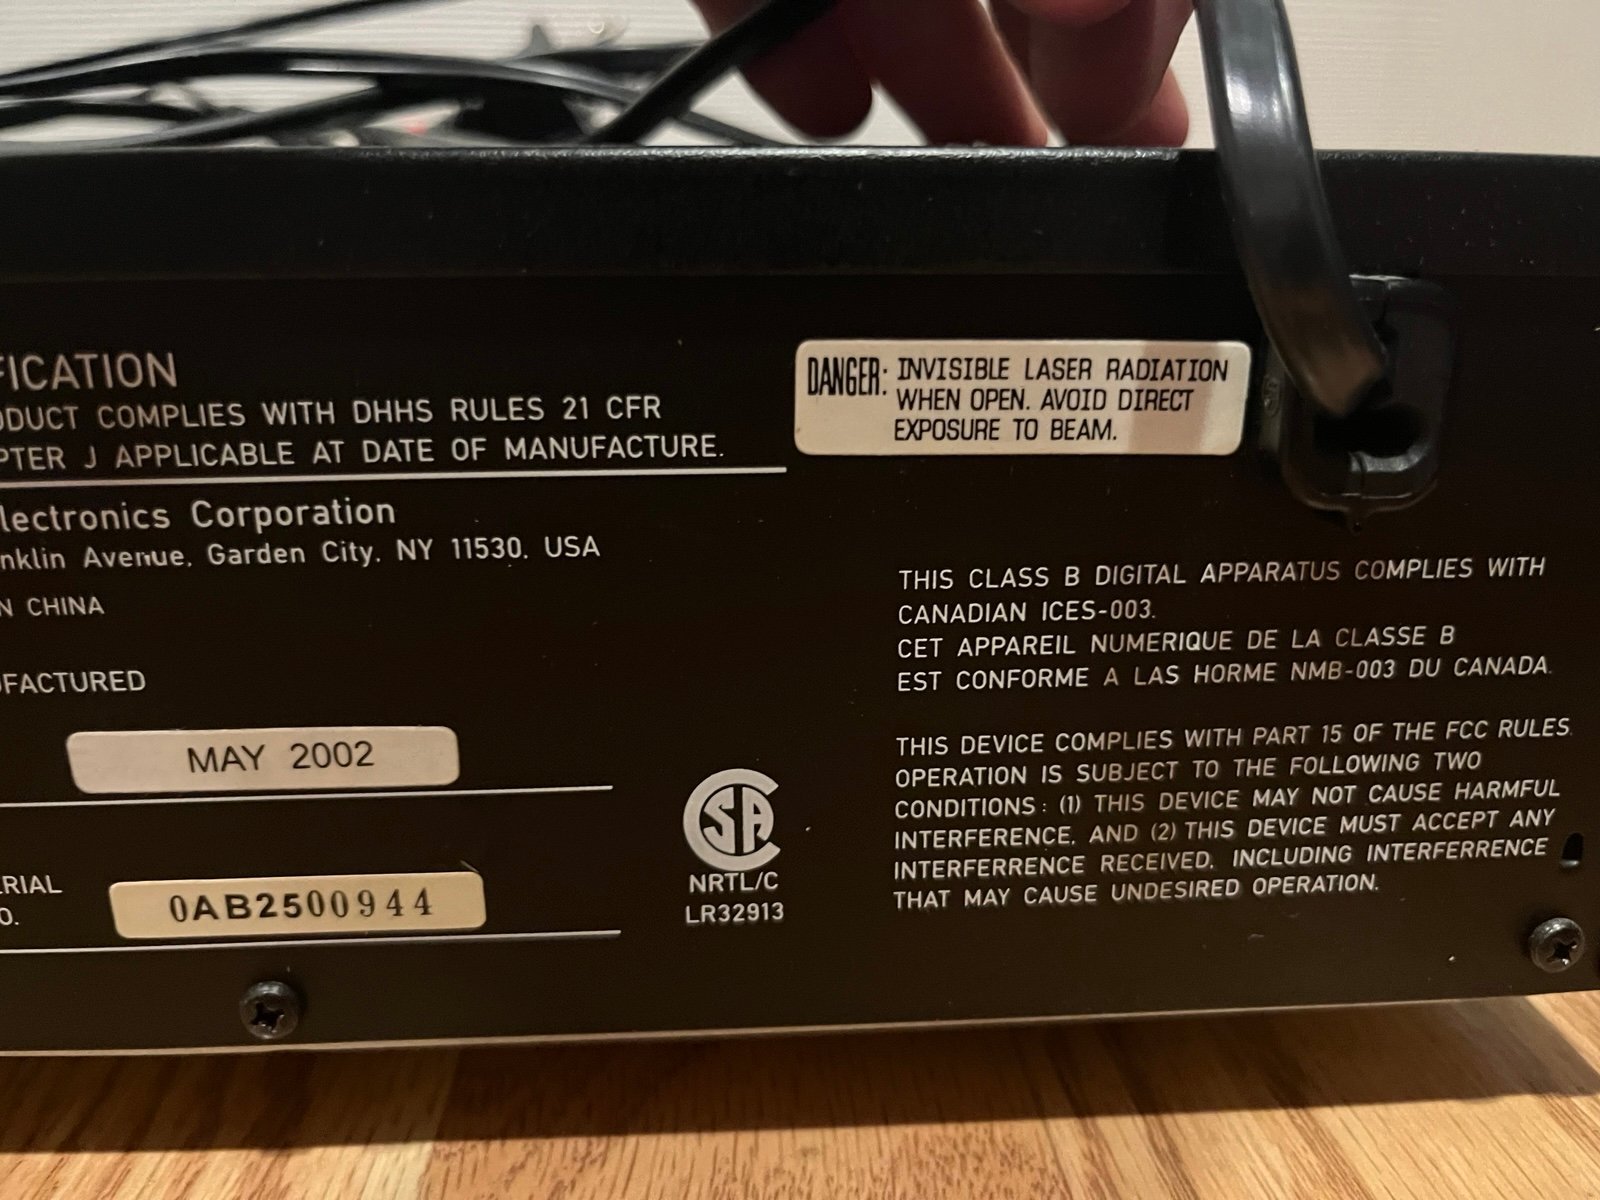 FICATION
ODUCT COMPLIES WITH DHHS RULES 21 CFR
PTER J APPLICABLE AT DATE OF MANUFACTURE.
lectronics Corporation
nklin Avenue, Garden City, NY 11530, USA
N CHINA
FACTURED
MAY 2002
ERIAL
O.
0AB2500944
SA
NRTL/C
LR32913
DANGER: INVISIBLE LASER RADIATION
WHEN OPEN. AVOID DIRECT
EXPOSURE TO BEAM.
THIS CLASS B DIGITAL APPARATUS COMPLIES WITH
CANADIAN ICES-003.
CET APPAREIL NUMERIQUE DE LA CLASSE B
EST CONFORME A LAS HORME NMB-003 DU CANADA.
THIS DEVICE COMPLIES WITH PART 15 OF THE FCC RULES.
OPERATION IS SUBJECT TO THE FOLLOWING TWO
CONDITIONS: (1) THIS DEVICE MAY NOT CAUSE HARMFUL
INTERFERENCE, AND (2) THIS DEVICE MUST ACCEPT ANY
INTERFERRENCE RECEIVED, INCLUDING INTERFERRENCE
THAT MAY CAUSE UNDESIRED OPERATION.